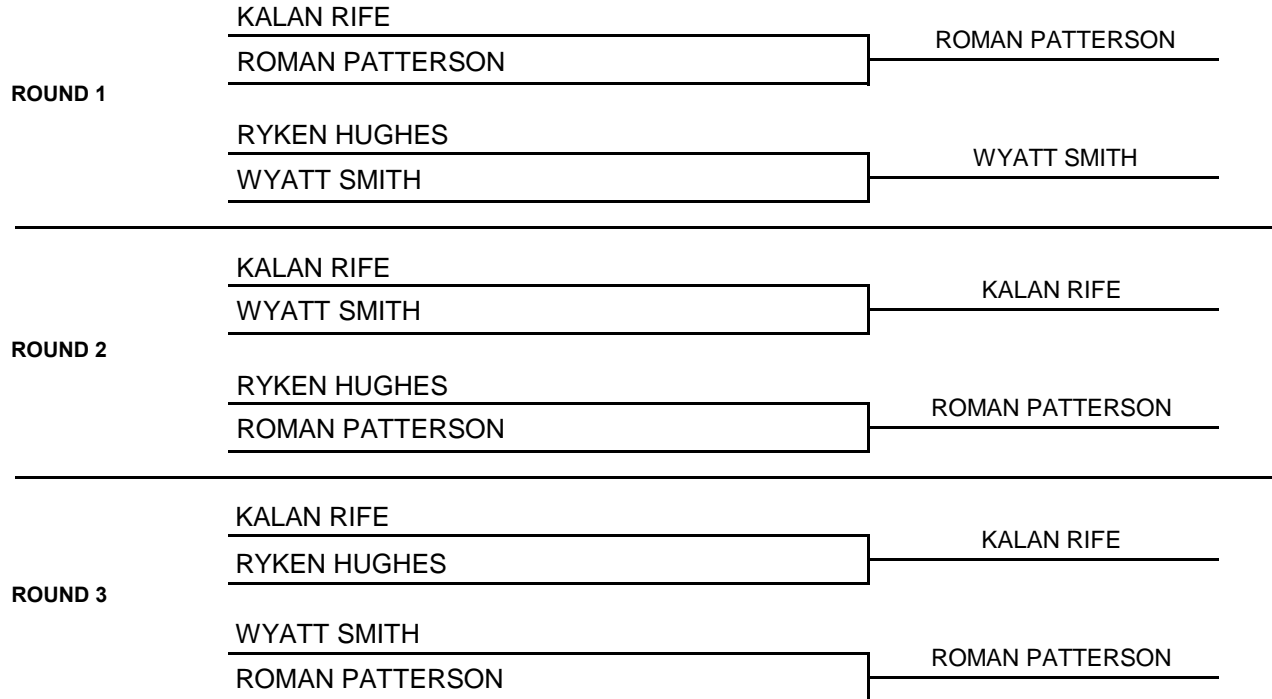 KALAN RIFE
ROMAN PATTERSON
ROMAN PATTERSON
ROUND 1
RYKEN HUGHES
WYATT SMITH
WYATT SMITH
KALAN RIFE
KALAN RIFE
WYATT SMITH
ROUND 2
RYKEN HUGHES
ROMAN PATTERSON
ROMAN PATTERSON
KALAN RIFE
KALAN RIFE
RYKEN HUGHES
ROUND 3
WYATT SMITH
ROMAN PATTERSON
ROMAN PATTERSON